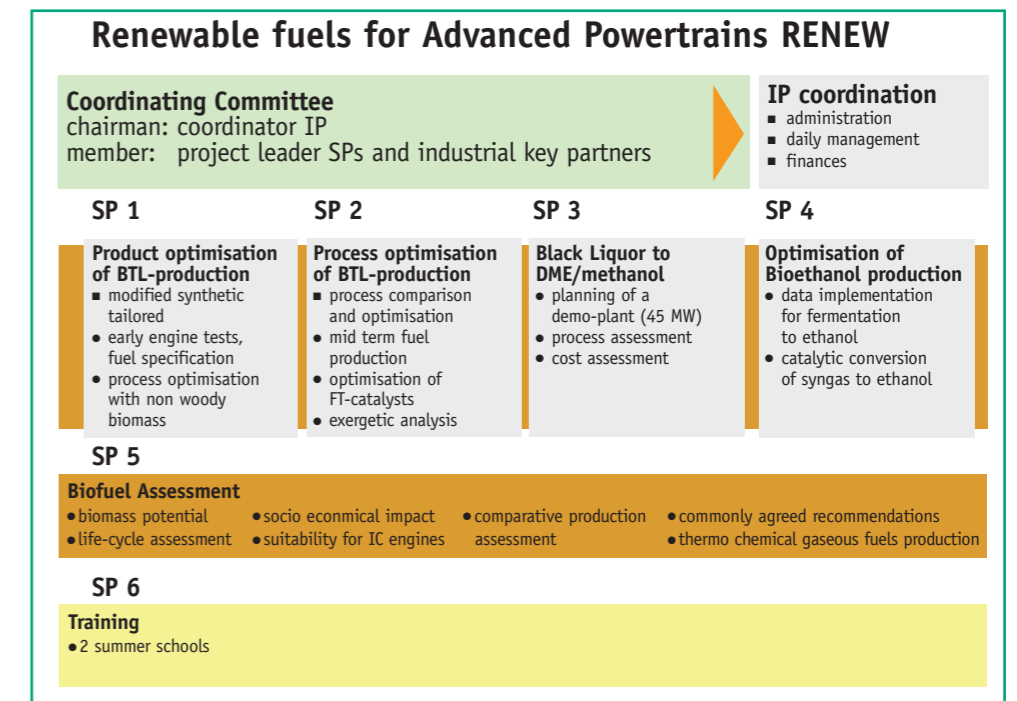 Renewable fuels for Advanced Powertrains RENEW
Coordinating Committee
chairman: coordinator IP
member: project leader SPs and industrial key partners
IP coordination
▪ administration
▪ daily management
▪ finances
SP 1
SP 2
SP 3
SP 4
Product optimisation
of BTL-production
▪ modified synthetic
tailored
• early engine tests,
fuel specification
• process optimisation
with non woody
biomass
Process optimisation
of BTL-production
▪ process comparison
and optimisation
• mid term fuel
production
• optimisation of
FT-catalysts
• exergetic analysis
Black Liquor to
DME/methanol
• planning of a
demo-plant (45 MW)
• process assessment
• cost assessment
Optimisation of
Bioethanol production
• data implementation
for fermentation
to ethanol
• catalytic conversion
of syngas to ethanol
SP 5
Biofuel Assessment
• biomass potential
• life-cycle assessment
• socio econmical impact
• suitability for IC engines
• comparative production
assessment
• commonly agreed recommendations
• thermo chemical gaseous fuels production
SP 6
Training
• 2 summer schools